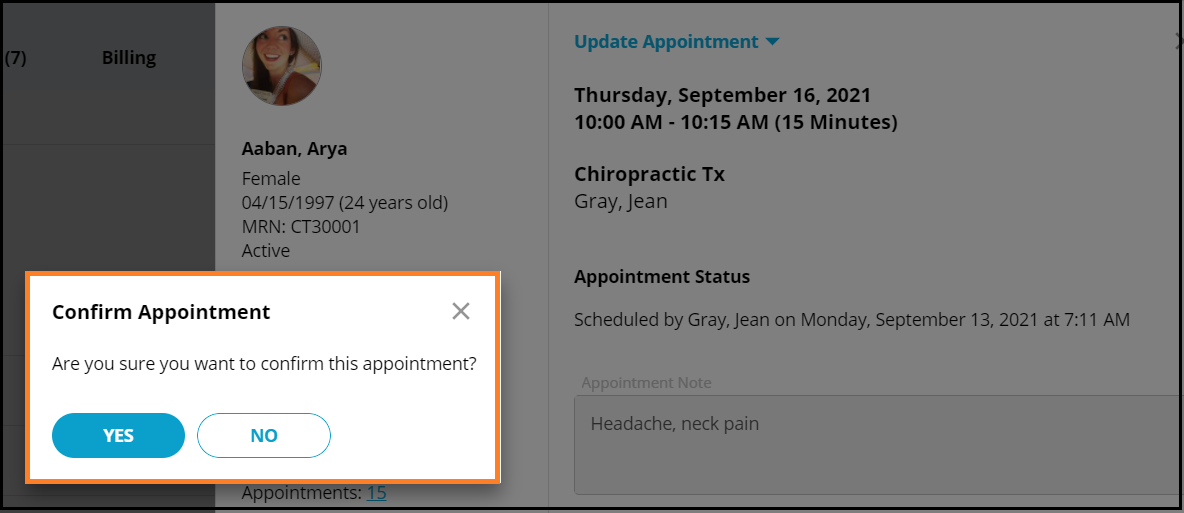 (7)
Billing
Aaban, Arya
Female
04/15/1997 (24 years old)
MRN: CT30001
Active
Confirm Appointment
Are you sure you want to confirm this appointment?
YES
NO
Appointments: 15
Update Appointment
Thursday, September 16, 2021
10:00 AM - 10:15 AM (15 Minutes)
Chiropractic Tx
Gray, Jean
Appointment Status
Scheduled by Gray, Jean on Monday, September 13, 2021 at 7:11 AM
Appointment Note
Headache, neck pain